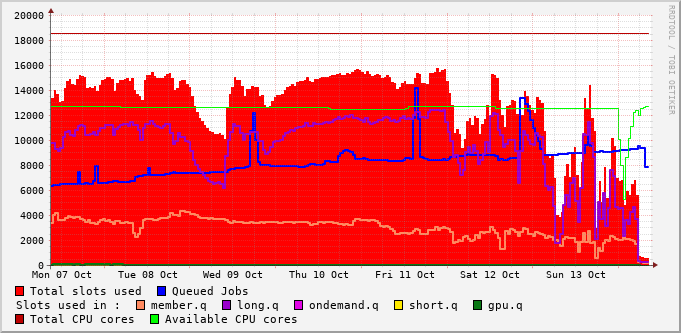 20000
18000
16000
14000
12000
10000
8000
6000
4000
2000
0
Mon 07 Oct Tue 08 Oct Wed 09 Oct Thu 10 Oct Fri 11 Oct Sat 12 Oct Sun 13 Oct
Total slots used Queued Jobs
Slots used in : member.q long.q ondemand.q short.q gpu.q
Total CPU cores Available CPU cores
RRDTOOL / TOBI OETIKER